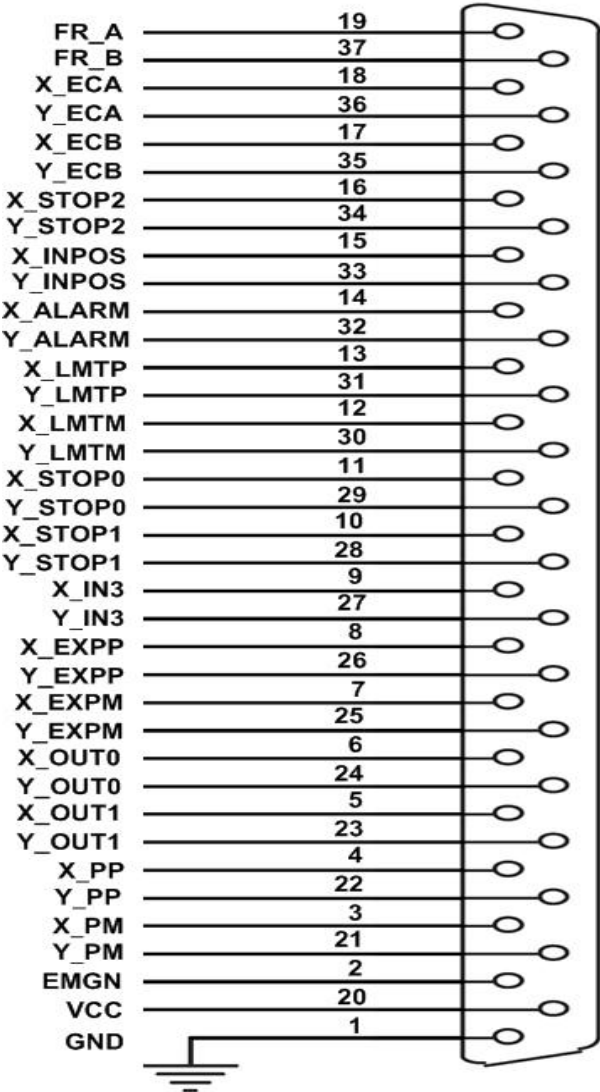 FR_A 19
FR_B 37
X_ECA 18
Y_ECA 36
X_ECB 17
Y_ECB 35
X_STOP2 16
Y_STOP2 34
X_INPOS 15
Y_INPOS 33
X_ALARM 14
Y_ALARM 32
X_LMTP 13
Y_LMTP 31
X_LMTM 12
Y_LMTM 30
X_STOP0 11
Y_STOP0 29
X_STOP1 10
Y_STOP1 28
X_IN3 9
Y_IN3 27
X_EXPP 8
Y_EXPP 26
X_EXPM 7
Y_EXPM 25
X_OUT0 6
Y_OUT0 24
X_OUT1 5
Y_OUT1 23
X_PP 4
Y_PP 22
X_PM 3
Y_PM 21
EMGN 2
VCC 20
GND 1